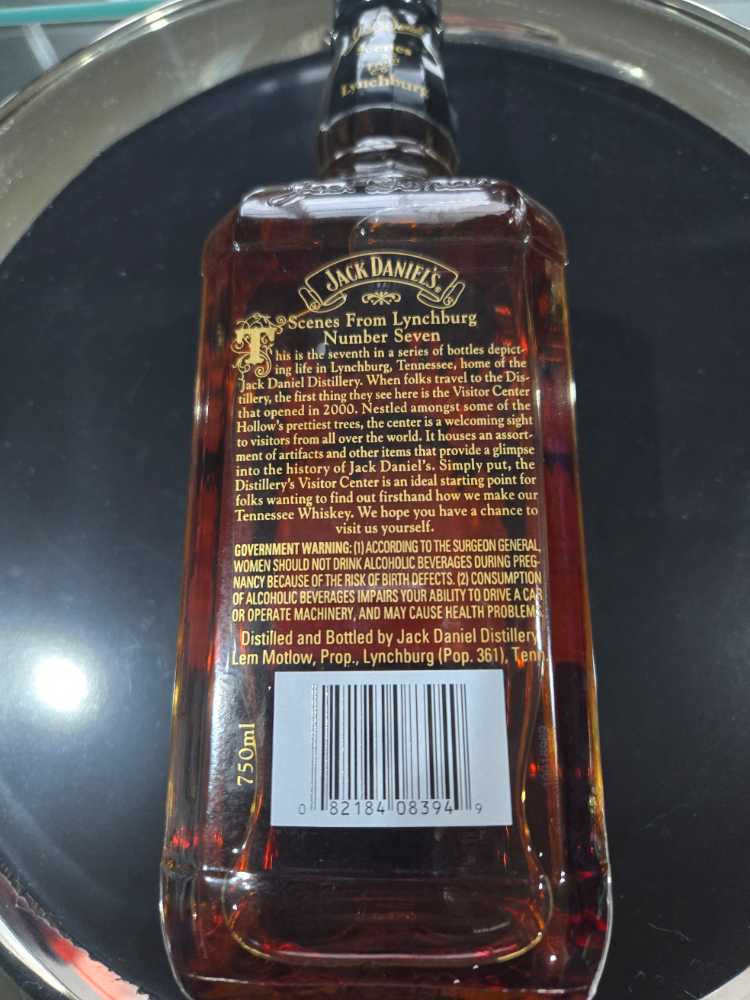 Jack Daniel's
Scenes
From
Lynchburg
Jack Daniel
JACK DANIEL'S®
Scenes From Lynchburg
Number Seven
This is the seventh in a series of bottles depict-
ing life in Lynchburg, Tennessee, home of the
Jack Daniel Distillery. When folks travel to the Dis-
tillery, the first thing they see here is the Visitor Center
that opened in 2000. Nestled amongst some of the
Hollow's prettiest trees, the center is a welcoming sight
to visitors from all over the world. It houses an assort-
ment of artifacts and other items that provide a glimpse
into the history of Jack Daniel's. Simply put, the
Distillery's Visitor Center is an ideal starting point for
folks wanting to find out firsthand how we make our
Tennessee Whiskey. We hope you have a chance to
visit us yourself.
GOVERNMENT WARNING: (1) ACCORDING TO THE SURGEON GENERAL,
WOMEN SHOULD NOT DRINK ALCOHOLIC BEVERAGES DURING PREG-
NANCY BECAUSE OF THE RISK OF BIRTH DEFECTS. (2) CONSUMPTION
OF ALCOHOLIC BEVERAGES IMPAIRS YOUR ABILITY TO DRIVE A CAR
OR OPERATE MACHINERY, AND MAY CAUSE HEALTH PROBLEMS.
Distilled and Bottled by Jack Daniel Distillery
Lem Motlow, Prop., Lynchburg (Pop. 361), Tenn.
750ml
0 82184 08394 9